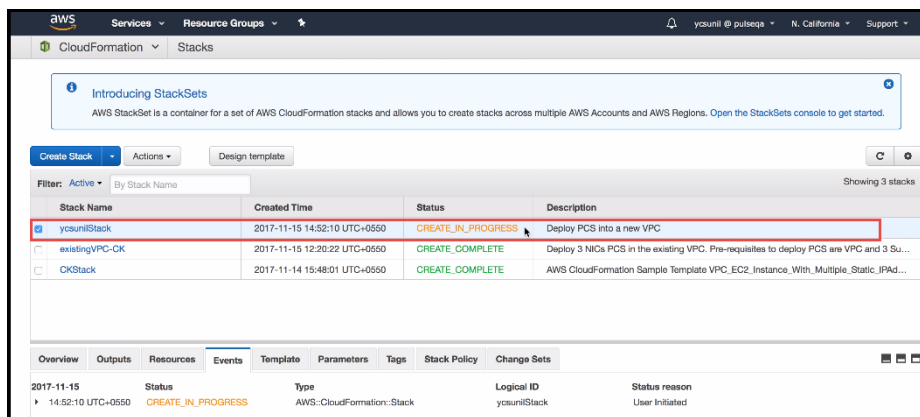 aws Services Resource Groups ycsunil @ pulseqa N. California Support
CloudFormation Stacks
Introducing StackSets
AWS StackSet is a container for a set of AWS CloudFormation stacks and allows you to create stacks across multiple AWS Accounts and AWS Regions. Open the StackSets console to get started.
Create Stack Actions Design template
Filter: Active By Stack Name Showing 3 stacks
Stack Name Created Time Status Description
ycsunilStack 2017-11-15 14:52:10 UTC+0550 CREATE_IN_PROGRESS Deploy PCS into a new VPC
existingVPC-CK 2017-11-15 12:20:22 UTC+0550 CREATE_COMPLETE Deploy 3 NICs PCS in the existing VPC. Pre-requisites to deploy PCS are VPC and 3 Su...
CKStack 2017-11-14 15:48:01 UTC+0550 CREATE_COMPLETE AWS CloudFormation Sample Template VPC_EC2_Instance_With_Multiple_Static_IPAd...
Overview Outputs Resources Events Template Parameters Tags Stack Policy Change Sets
2017-11-15 Status Type Logical ID Status reason
14:52:10 UTC+0550 CREATE_IN_PROGRESS AWS::CloudFormation::Stack ycsunilStack User Initiated